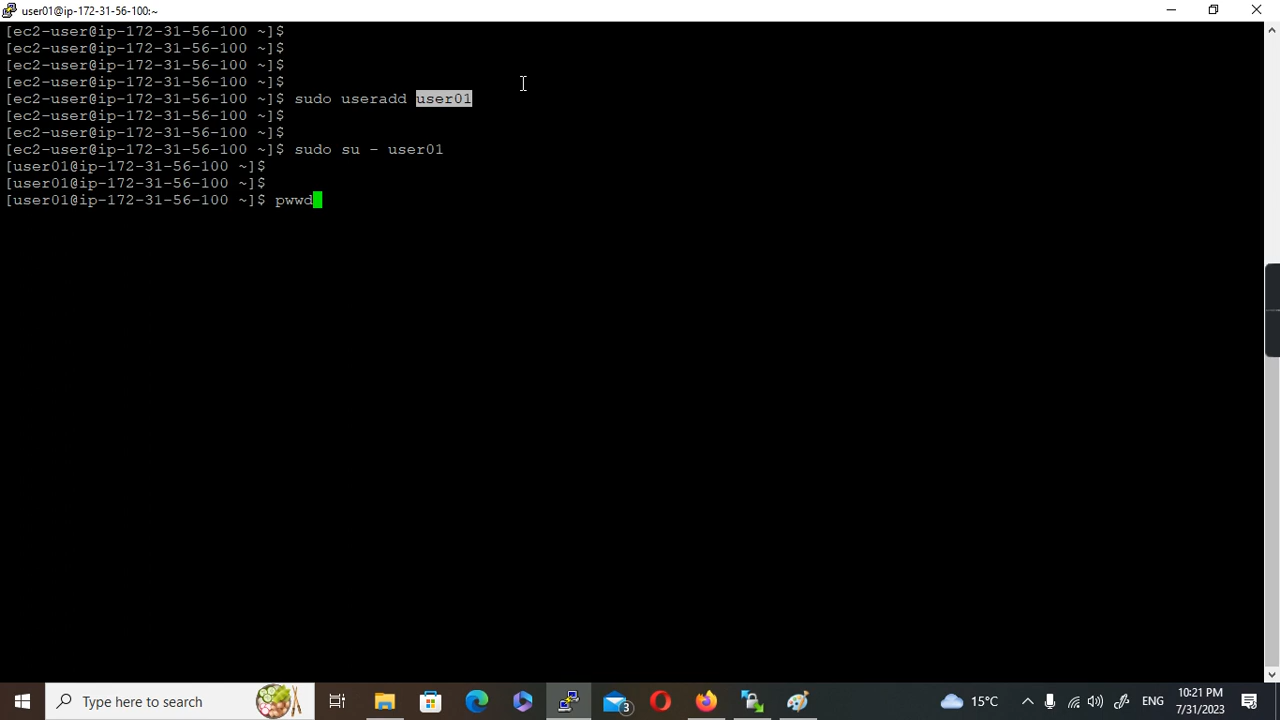 user01@ip-172-31-56-100:~
[ec2-user@ip-172-31-56-100 ~]$
[ec2-user@ip-172-31-56-100 ~]$
[ec2-user@ip-172-31-56-100 ~]$
[ec2-user@ip-172-31-56-100 ~]$
[ec2-user@ip-172-31-56-100 ~]$ sudo useradd user01
[ec2-user@ip-172-31-56-100 ~]$
[ec2-user@ip-172-31-56-100 ~]$
[ec2-user@ip-172-31-56-100 ~]$ sudo su - user01
[user01@ip-172-31-56-100 ~]$
[user01@ip-172-31-56-100 ~]$
[user01@ip-172-31-56-100 ~]$ pwwd
Type here to search
3
15°C
ENG
10:21 PM
7/31/2023